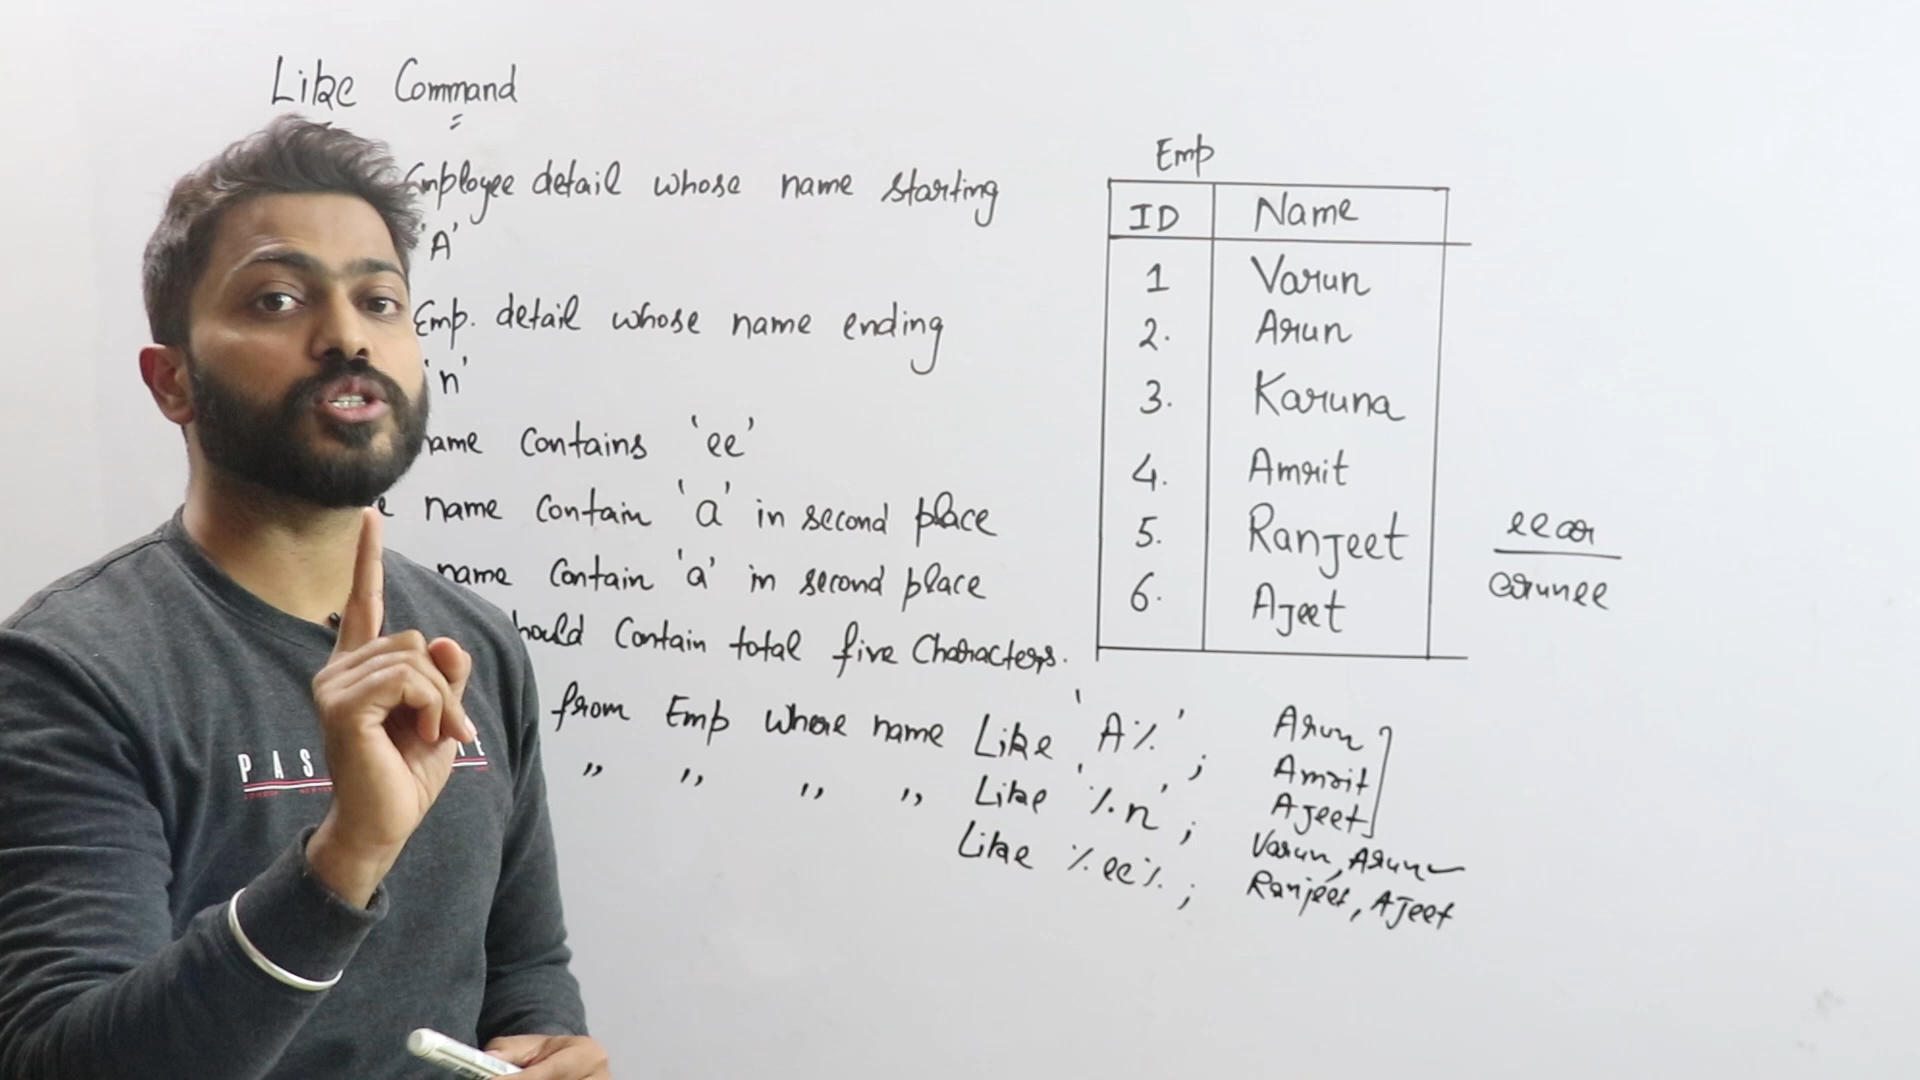 Like Command
Employee detail whose name starting
'A'
Emp. detail whose name ending
'n'
ame Contains 'ee'
e name Contain 'a' in second place
name Contain 'a' in second place
hould Contain total five Characters.
from Emp Where name Like 'A%';
" " " " Like '%n';
Like %ee%;
Emp
ID Name
1 Varun
2. Arun
3. Karuna
4. Amrit
5. Ranjeet
6. Ajeet
Arun
Amrit
Ajeet
Varun, Arun
Ranjeet, Ajeet
PAS E